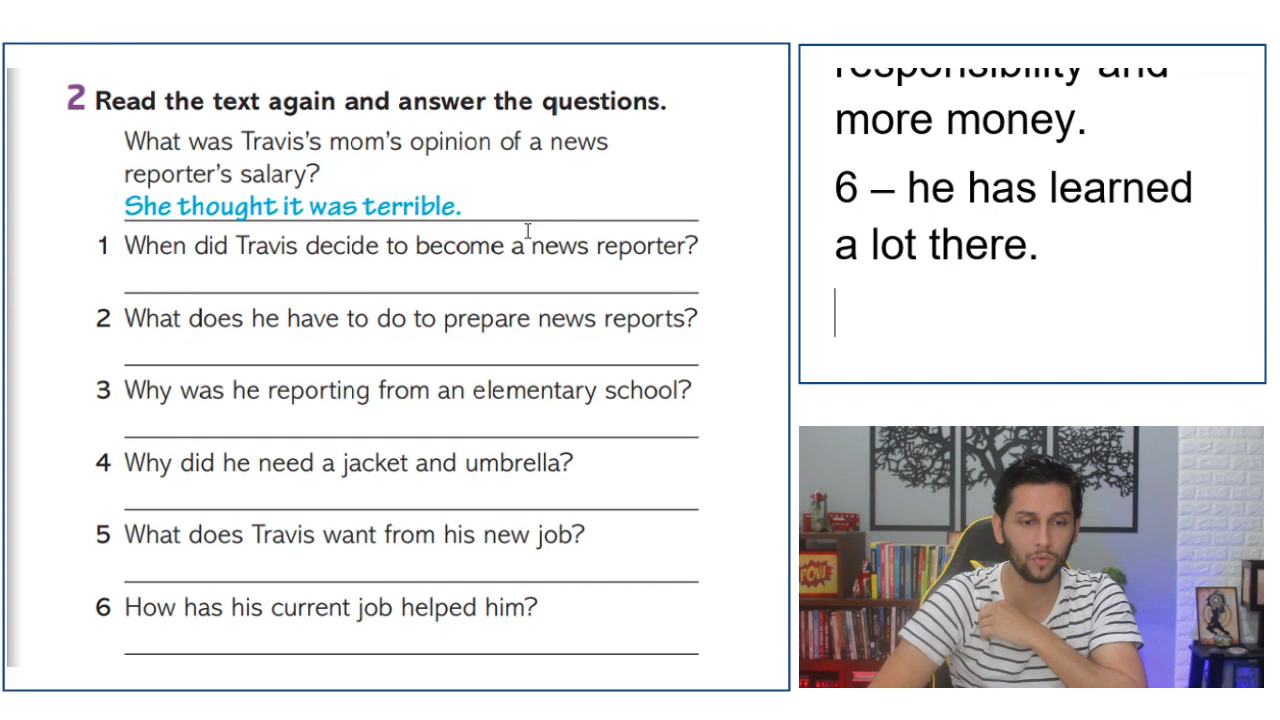 2 Read the text again and answer the questions.
What was Travis's mom's opinion of a news
reporter's salary?
She thought it was terrible.
1 When did Travis decide to become a news reporter?
2 What does he have to do to prepare news reports?
3 Why was he reporting from an elementary school?
4 Why did he need a jacket and umbrella?
5 What does Travis want from his new job?
6 How has his current job helped him?
responsibility and
more money.
6 – he has learned
a lot there.
POW